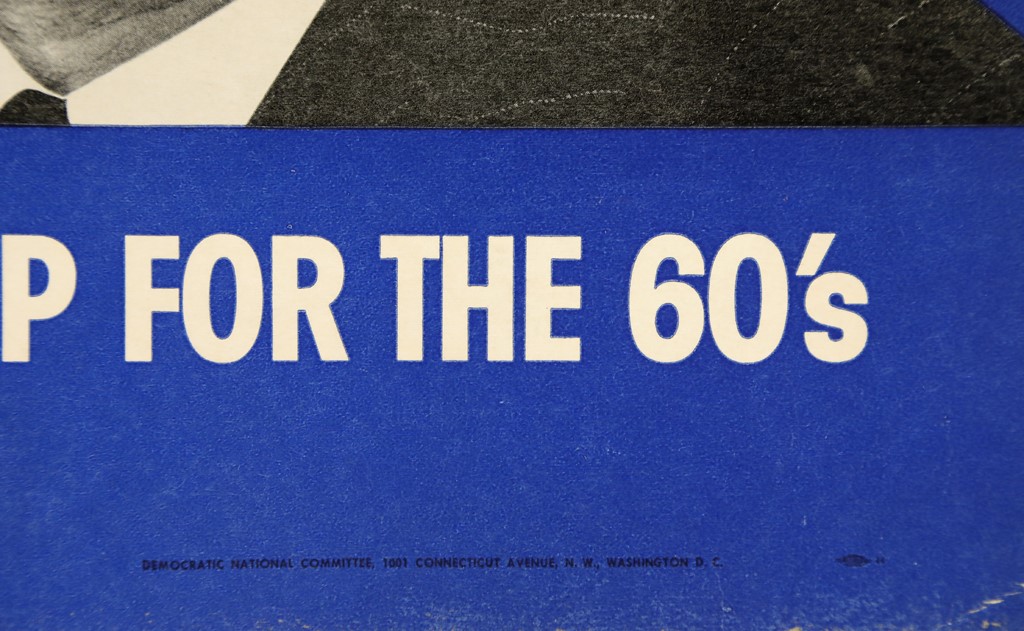 P FOR THE 60's
DEMOCRATIC NATIONAL COMMITTEE, 1001 CONNECTICUT AVENUE, N. W., WASHINGTON D. C.